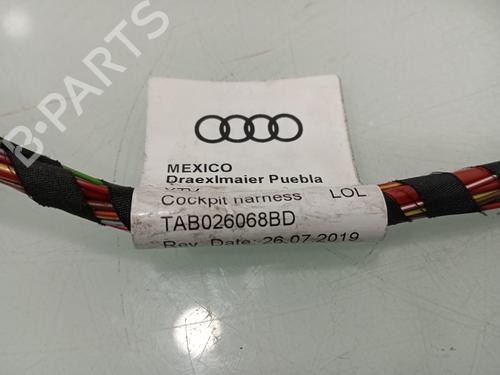 B-PARTS
MEXICO
Draexlmaier Puebla
Cockpit harness LOL
TAB026068BD
Rev. Date: 26.07.2019